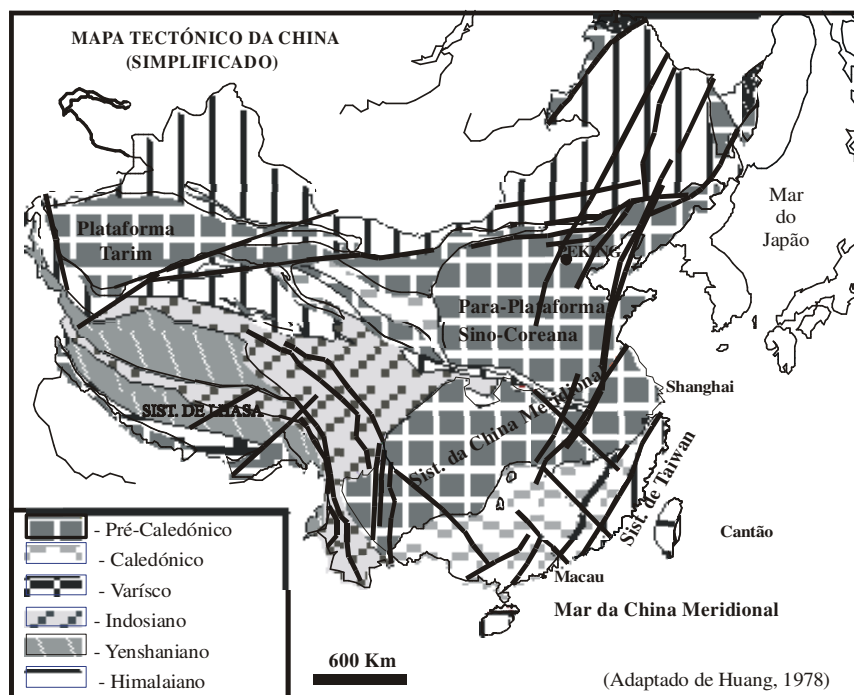 MAPA TECTÓNICO DA CHINA
(SIMPLIFICADO)
Plataforma
Tarim
Mar
do
Japão
PEKING
Para-Plataforma
Sino-Coreana
Shanghai
SIST. DE LHASA
Sist. da China Meridional
Sist. de Taiwan
Cantão
Macau
Mar da China Meridional
- Pré-Caledónico
- Caledónico
- Varísco
- Indosiano
- Yenshaniano
- Himalaiano
600 Km
(Adaptado de Huang, 1978)